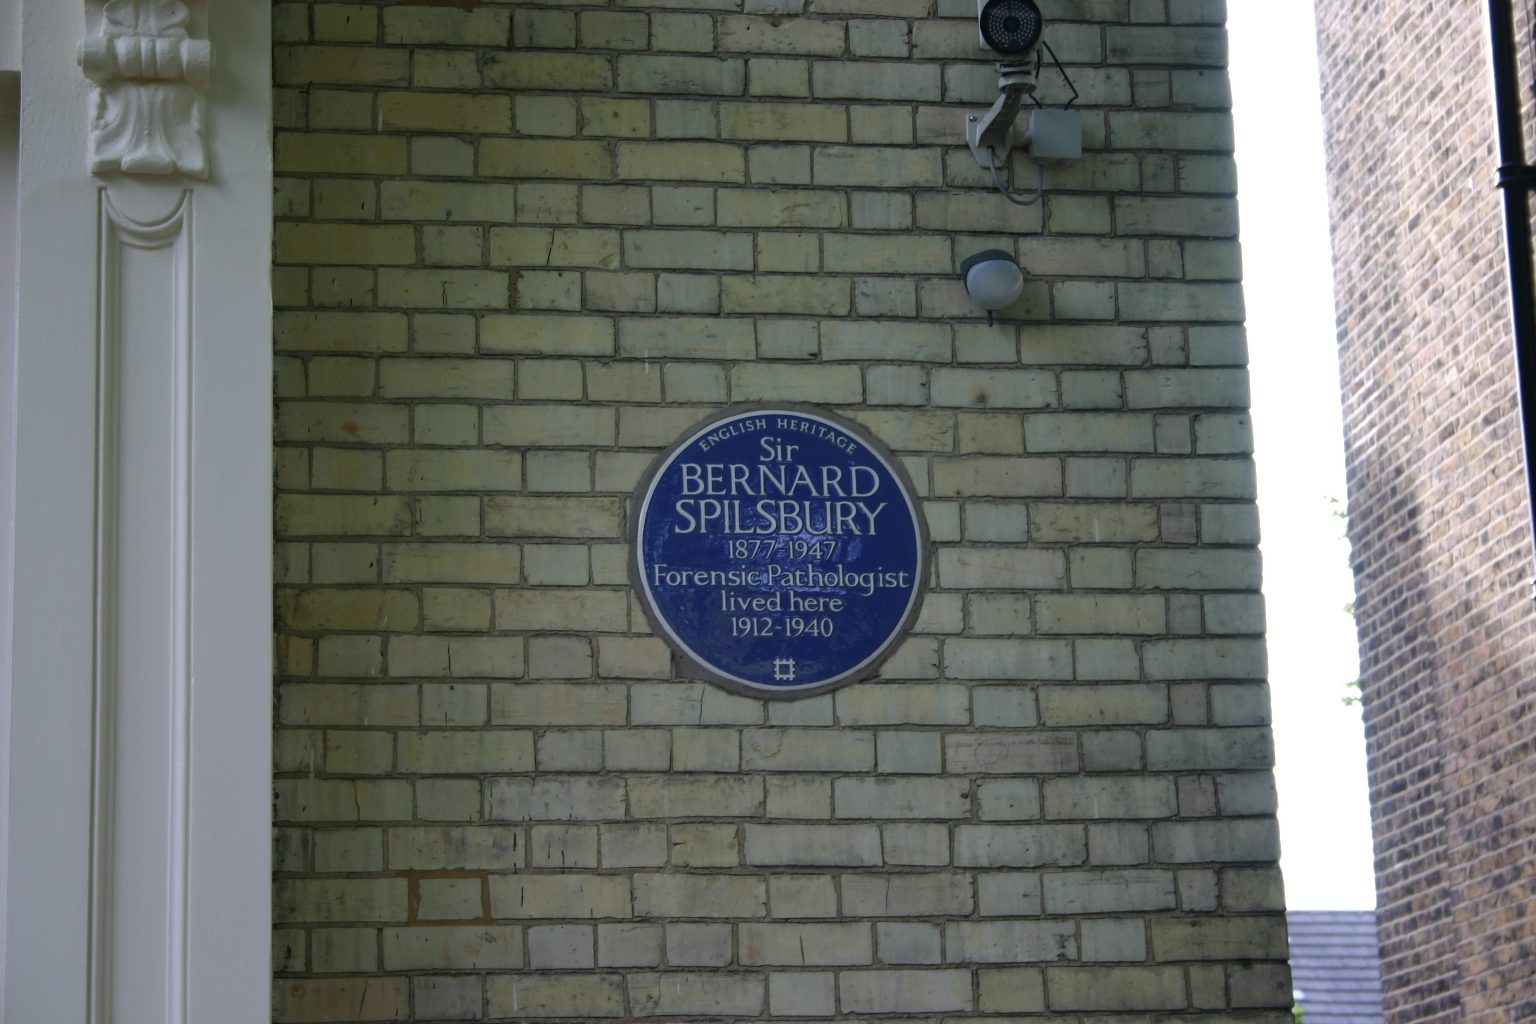 ENGLISH HERITAGE
Sir
BERNARD
SPILSBURY
1877-1947
Forensic Pathologist
lived here
1912-1940